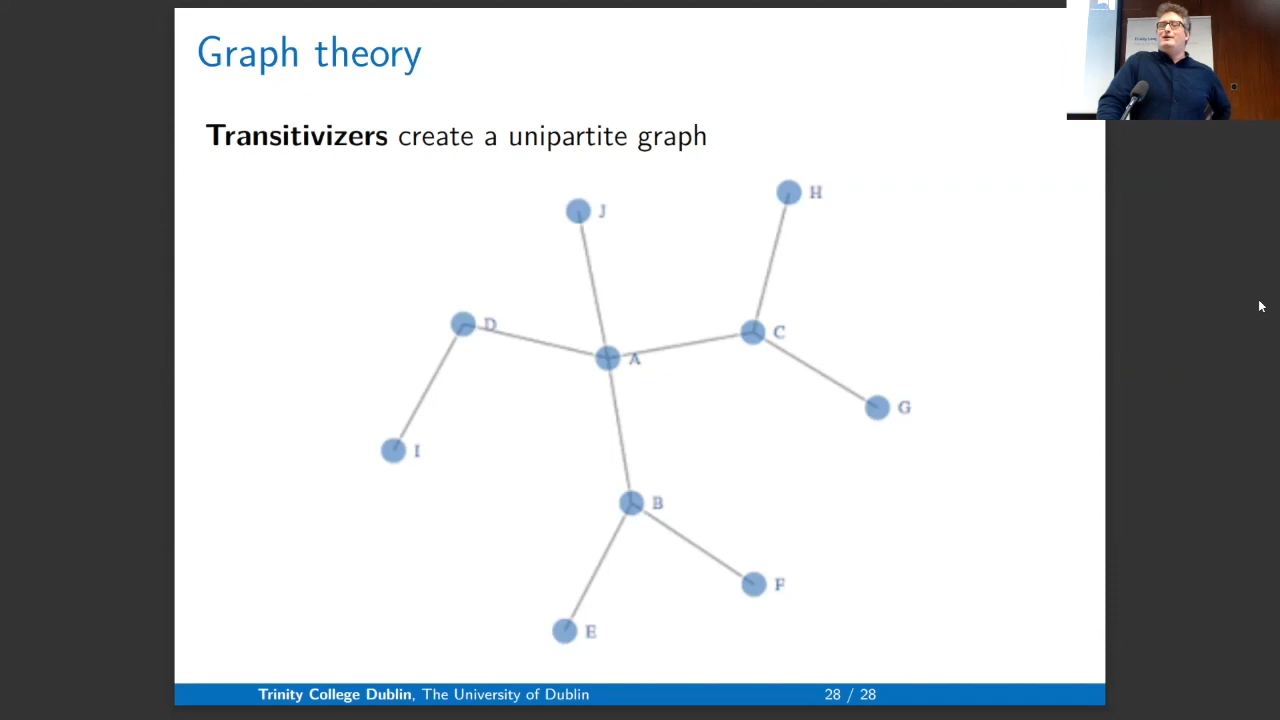 Graph theory
Transitivizers create a unipartite graph
H
J
D
C
A
G
I
B
F
E
Trinity College Dublin, The University of Dublin 28 / 28